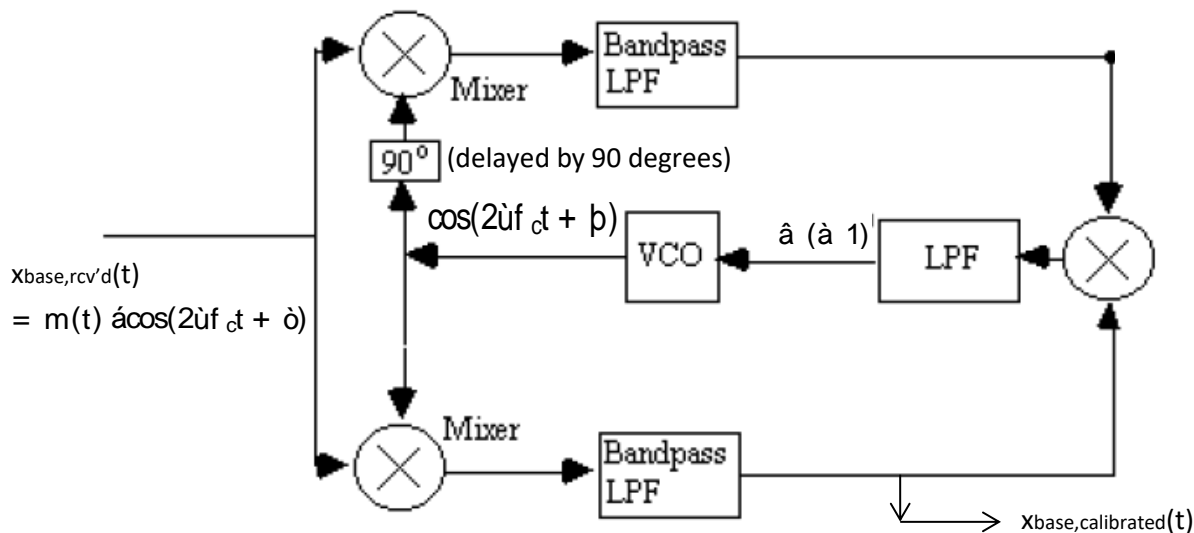 Bandpass
LPF
Mixer
90° (delayed by 90 degrees)
cos(2ùf ct + þ)
â (à 1)
VCO
LPF
xbase,rcv'd(t)
= m(t) ácos(2ùf ct + ò)
Mixer
Bandpass
LPF
xbase,calibrated(t)